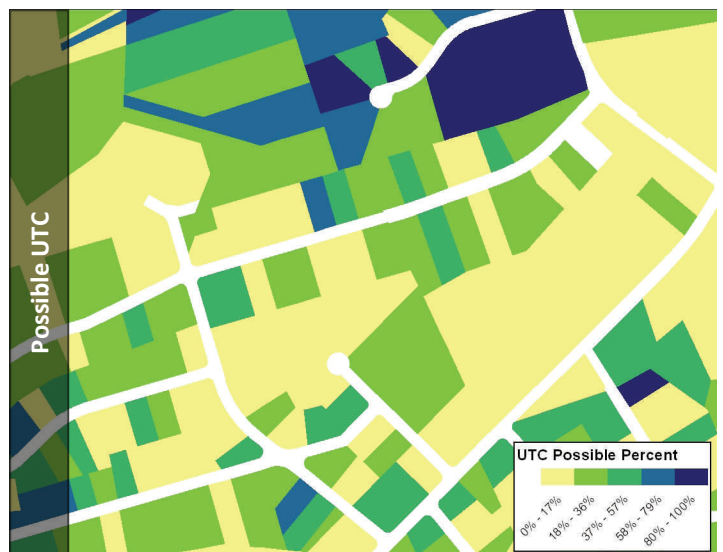 Possible UTC
UTC Possible Percent
0% - 17%
18% - 36%
37% - 57%
58% - 79%
80% - 100%